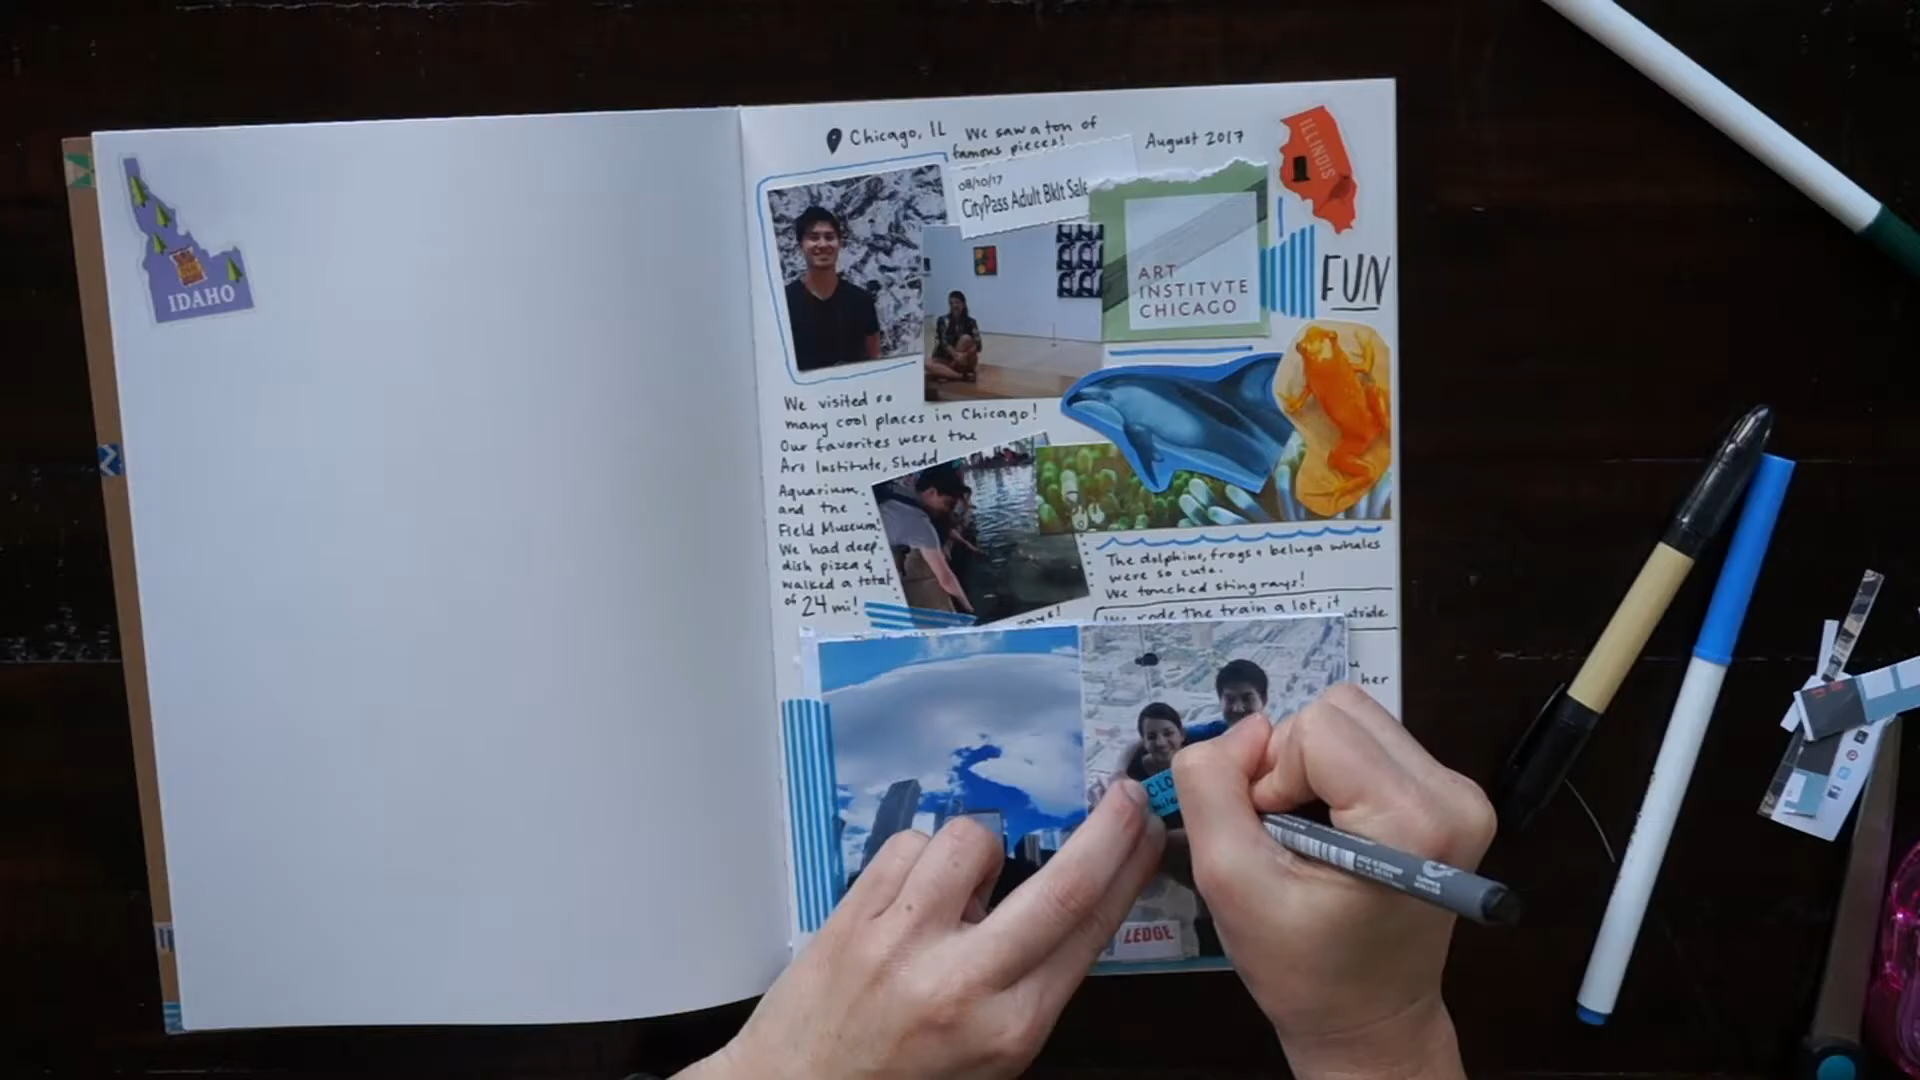 Chicago, IL
We saw a ton of
famous pieces!
August 2017
ILLINOIS
08/10/17
CityPass Adult Bklt Sale
IDAHO
ART
INSTITVTE
CHICAGO
FUN
We visited so
many cool places in Chicago!
Our favorites were the
Art Institute, Shedd
Aquarium,
and the
Field Museum!
We had deep-
dish pizza &
walked a total
of 24 mi!
The dolphins, frogs & beluga whales
were so cute.
We touched stingrays!
We rode the train a lot, it
her
LEDGE